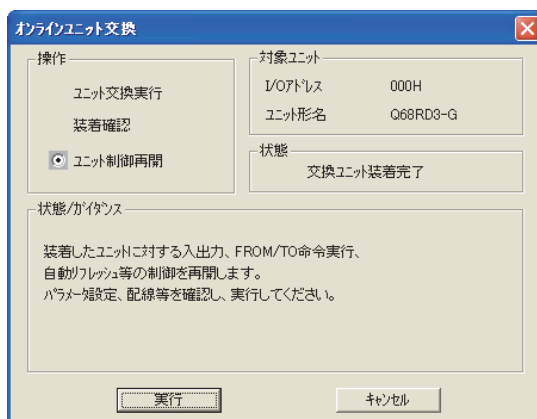 オンラインユニット交換
操作
ユニット交換実行
装着確認
ユニット制御再開
対象ユニット
I/Oアドレス 000H
ユニット形名 Q68RD3-G
状態
交換ユニット装着完了
状態/ガイダンス
装着したユニットに対する入出力、FROM/TO命令実行、
自動リフレッシュ等の制御を再開します。
パラメータ設定、配線等を確認し、実行してください。
実行 キャンセル